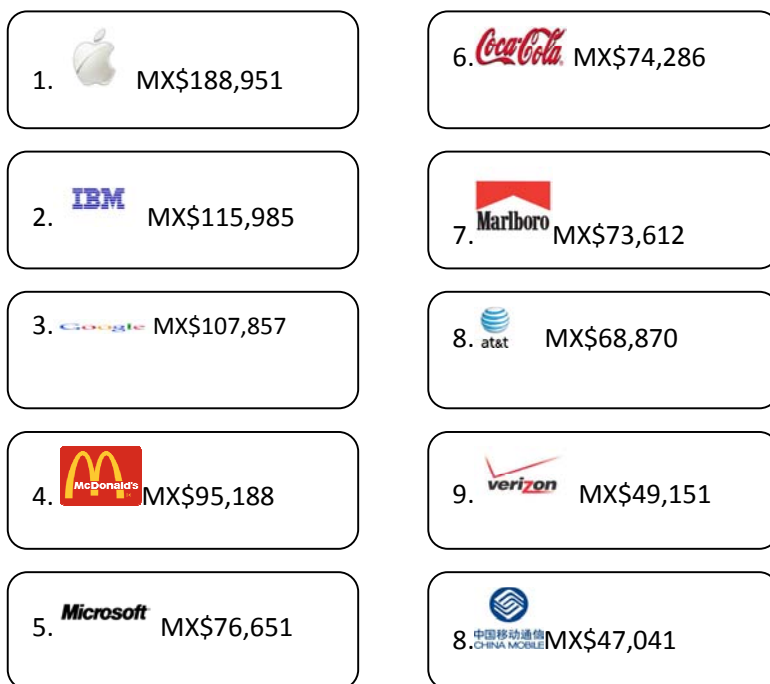 1. MX$188,951
2. IBM MX$115,985
3. Google MX$107,857
4. McDonald's MX$95,188
5. Microsoft MX$76,651
6. Coca-Cola MX$74,286
7. Marlboro MX$73,612
8. at&t MX$68,870
9. verizon MX$49,151
8. 中国移动通信 CHINA MOBILE MX$47,041